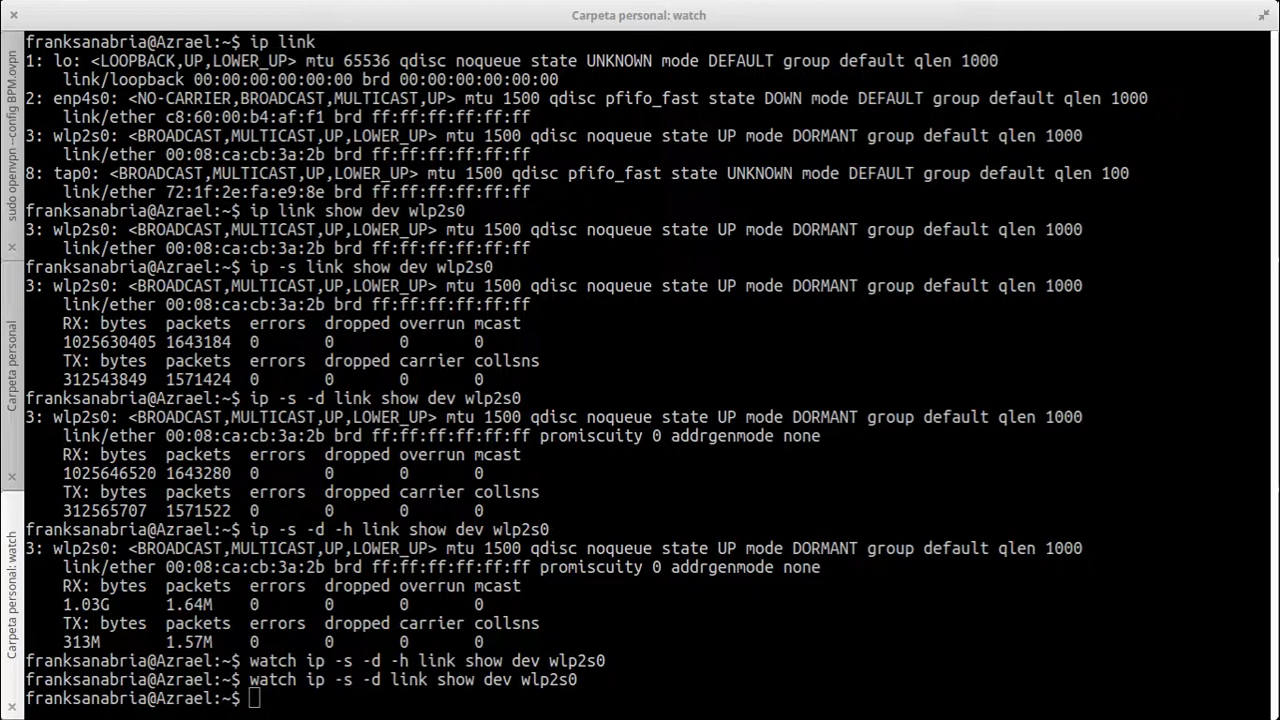 Carpeta personal: watch
sudo openvpn --config BPM.ovpn
Carpeta personal
Carpeta personal: watch
franksanabria@Azrael:~$ ip link
1: lo: <LOOPBACK,UP,LOWER_UP> mtu 65536 qdisc noqueue state UNKNOWN mode DEFAULT group default qlen 1000
    link/loopback 00:00:00:00:00:00 brd 00:00:00:00:00:00
2: enp4s0: <NO-CARRIER,BROADCAST,MULTICAST,UP> mtu 1500 qdisc pfifo_fast state DOWN mode DEFAULT group default qlen 1000
    link/ether c8:60:00:b4:af:f1 brd ff:ff:ff:ff:ff:ff
3: wlp2s0: <BROADCAST,MULTICAST,UP,LOWER_UP> mtu 1500 qdisc noqueue state UP mode DORMANT group default qlen 1000
    link/ether 00:08:ca:cb:3a:2b brd ff:ff:ff:ff:ff:ff
8: tap0: <BROADCAST,MULTICAST,UP,LOWER_UP> mtu 1500 qdisc pfifo_fast state UNKNOWN mode DEFAULT group default qlen 100
    link/ether 72:1f:2e:fa:e9:8e brd ff:ff:ff:ff:ff:ff
franksanabria@Azrael:~$ ip link show dev wlp2s0
3: wlp2s0: <BROADCAST,MULTICAST,UP,LOWER_UP> mtu 1500 qdisc noqueue state UP mode DORMANT group default qlen 1000
    link/ether 00:08:ca:cb:3a:2b brd ff:ff:ff:ff:ff:ff
franksanabria@Azrael:~$ ip -s link show dev wlp2s0
3: wlp2s0: <BROADCAST,MULTICAST,UP,LOWER_UP> mtu 1500 qdisc noqueue state UP mode DORMANT group default qlen 1000
    link/ether 00:08:ca:cb:3a:2b brd ff:ff:ff:ff:ff:ff
    RX: bytes  packets  errors  dropped overrun mcast
    1025630405 1643184  0       0       0       0
    TX: bytes  packets  errors  dropped carrier collsns
    312543849  1571424  0       0       0       0
franksanabria@Azrael:~$ ip -s -d link show dev wlp2s0
3: wlp2s0: <BROADCAST,MULTICAST,UP,LOWER_UP> mtu 1500 qdisc noqueue state UP mode DORMANT group default qlen 1000
    link/ether 00:08:ca:cb:3a:2b brd ff:ff:ff:ff:ff:ff promiscuity 0 addrgenmode none
    RX: bytes  packets  errors  dropped overrun mcast
    1025646520 1643280  0       0       0       0
    TX: bytes  packets  errors  dropped carrier collsns
    312565707  1571522  0       0       0       0
franksanabria@Azrael:~$ ip -s -d -h link show dev wlp2s0
3: wlp2s0: <BROADCAST,MULTICAST,UP,LOWER_UP> mtu 1500 qdisc noqueue state UP mode DORMANT group default qlen 1000
    link/ether 00:08:ca:cb:3a:2b brd ff:ff:ff:ff:ff:ff promiscuity 0 addrgenmode none
    RX: bytes  packets  errors  dropped overrun mcast
    1.03G      1.64M    0       0       0       0
    TX: bytes  packets  errors  dropped carrier collsns
    313M       1.57M    0       0       0       0
franksanabria@Azrael:~$ watch ip -s -d -h link show dev wlp2s0
franksanabria@Azrael:~$ watch ip -s -d link show dev wlp2s0
franksanabria@Azrael:~$